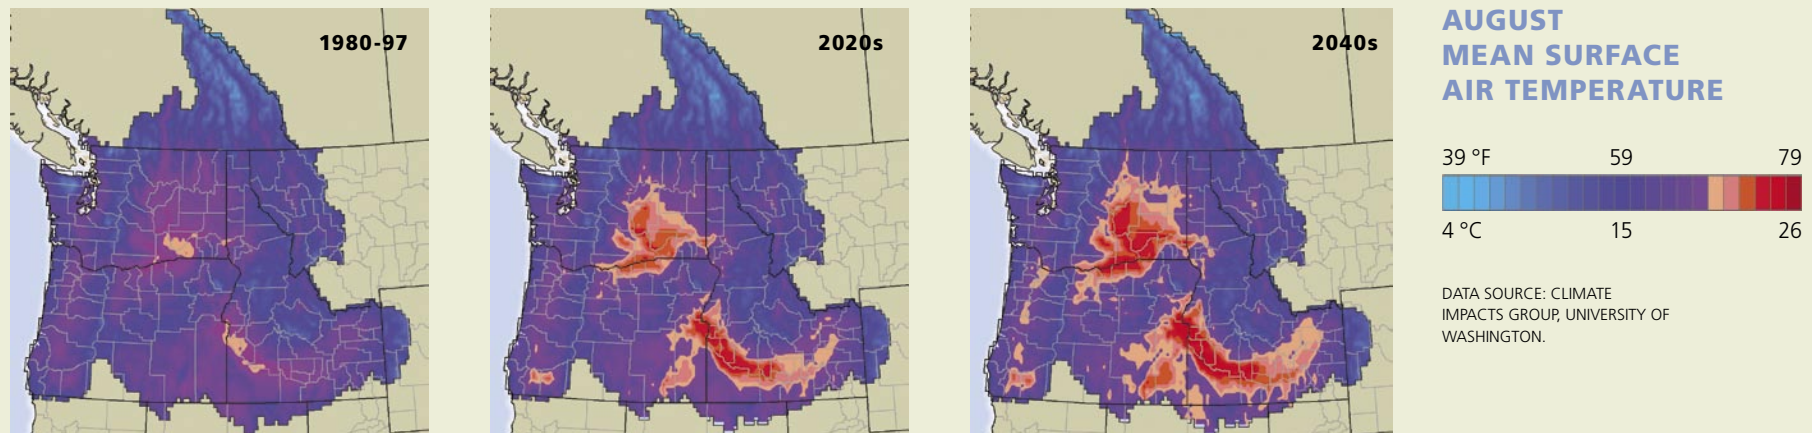 1980-97
2020s
2040s
AUGUST
MEAN SURFACE
AIR TEMPERATURE
39 °F 59 79
4 °C 15 26
DATA SOURCE: CLIMATE
IMPACTS GROUP, UNIVERSITY OF
WASHINGTON.